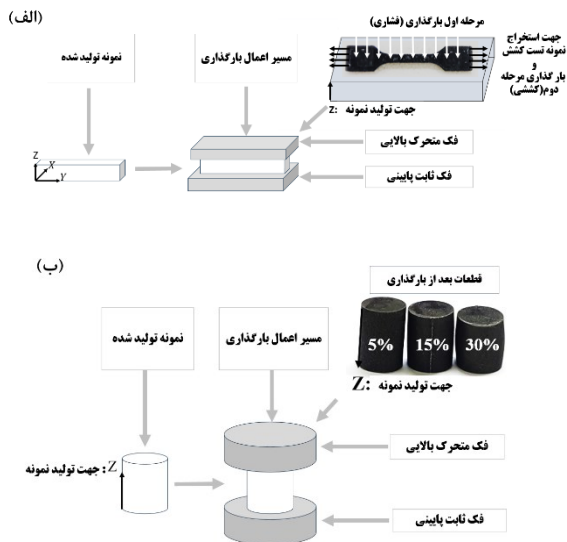 (الف)
مرحله اول بارگذاری (فشاری)
جهت استخراج
نمونه تست کشش
و
بار گذاری مرحله
دوم(کششی)
نمونه تولید شده
مسیر اعمال بارگذاری
Z: جهت تولید نمونه
فک متحرک بالایی
فک ثابت پایینی
Z
X
Y
(ب)
قطعات بعد از بارگذاری
نمونه تولید شده
مسیر اعمال بارگذاری
5% 15% 30%
Z: جهت تولید نمونه
فک متحرک بالایی
Z : جهت تولید نمونه
فک ثابت پایینی